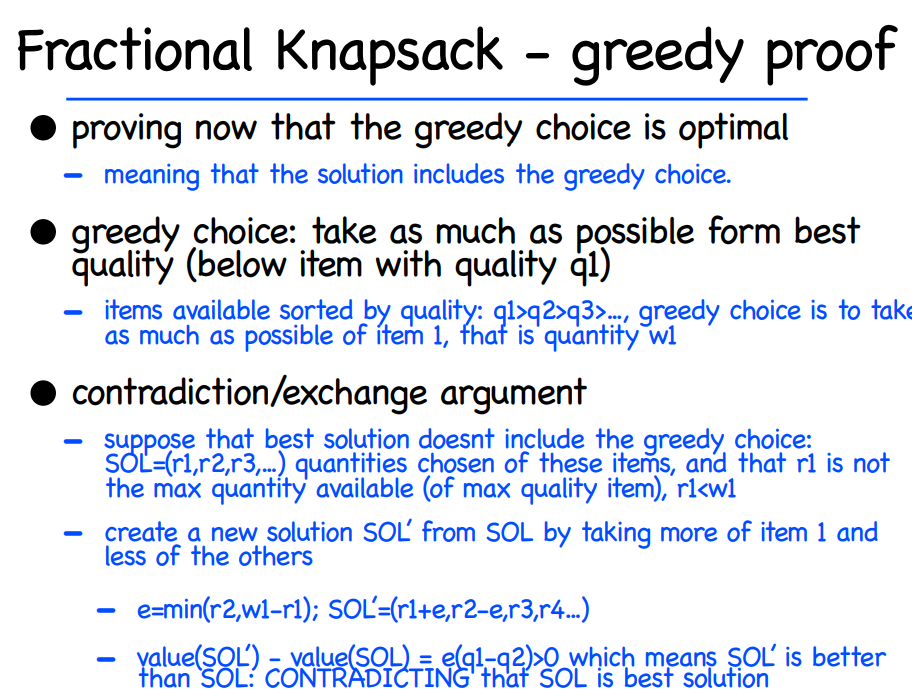 Fractional Knapsack - greedy proof
● proving now that the greedy choice is optimal
- meaning that the solution includes the greedy choice.
● greedy choice: take as much as possible form best
quality (below item with quality q1)
- items available sorted by quality: q1>q2>q3>..., greedy choice is to take
as much as possible of item 1, that is quantity w1
● contradiction/exchange argument
- suppose that best solution doesnt include the greedy choice:
SOL=(r1,r2,r3,...) quantities chosen of these items, and that r1 is not
the max quantity available (of max quality item), r1<w1
- create a new solution SOL' from SOL by taking more of item 1 and
less of the others
- e=min(r2,w1-r1); SOL'=(r1+e,r2-e,r3,r4...)
- value(SOL') - value(SOL) = e(q1-q2)>0 which means SOL' is better
than SOL: CONTRADICTING that SOL is best solution